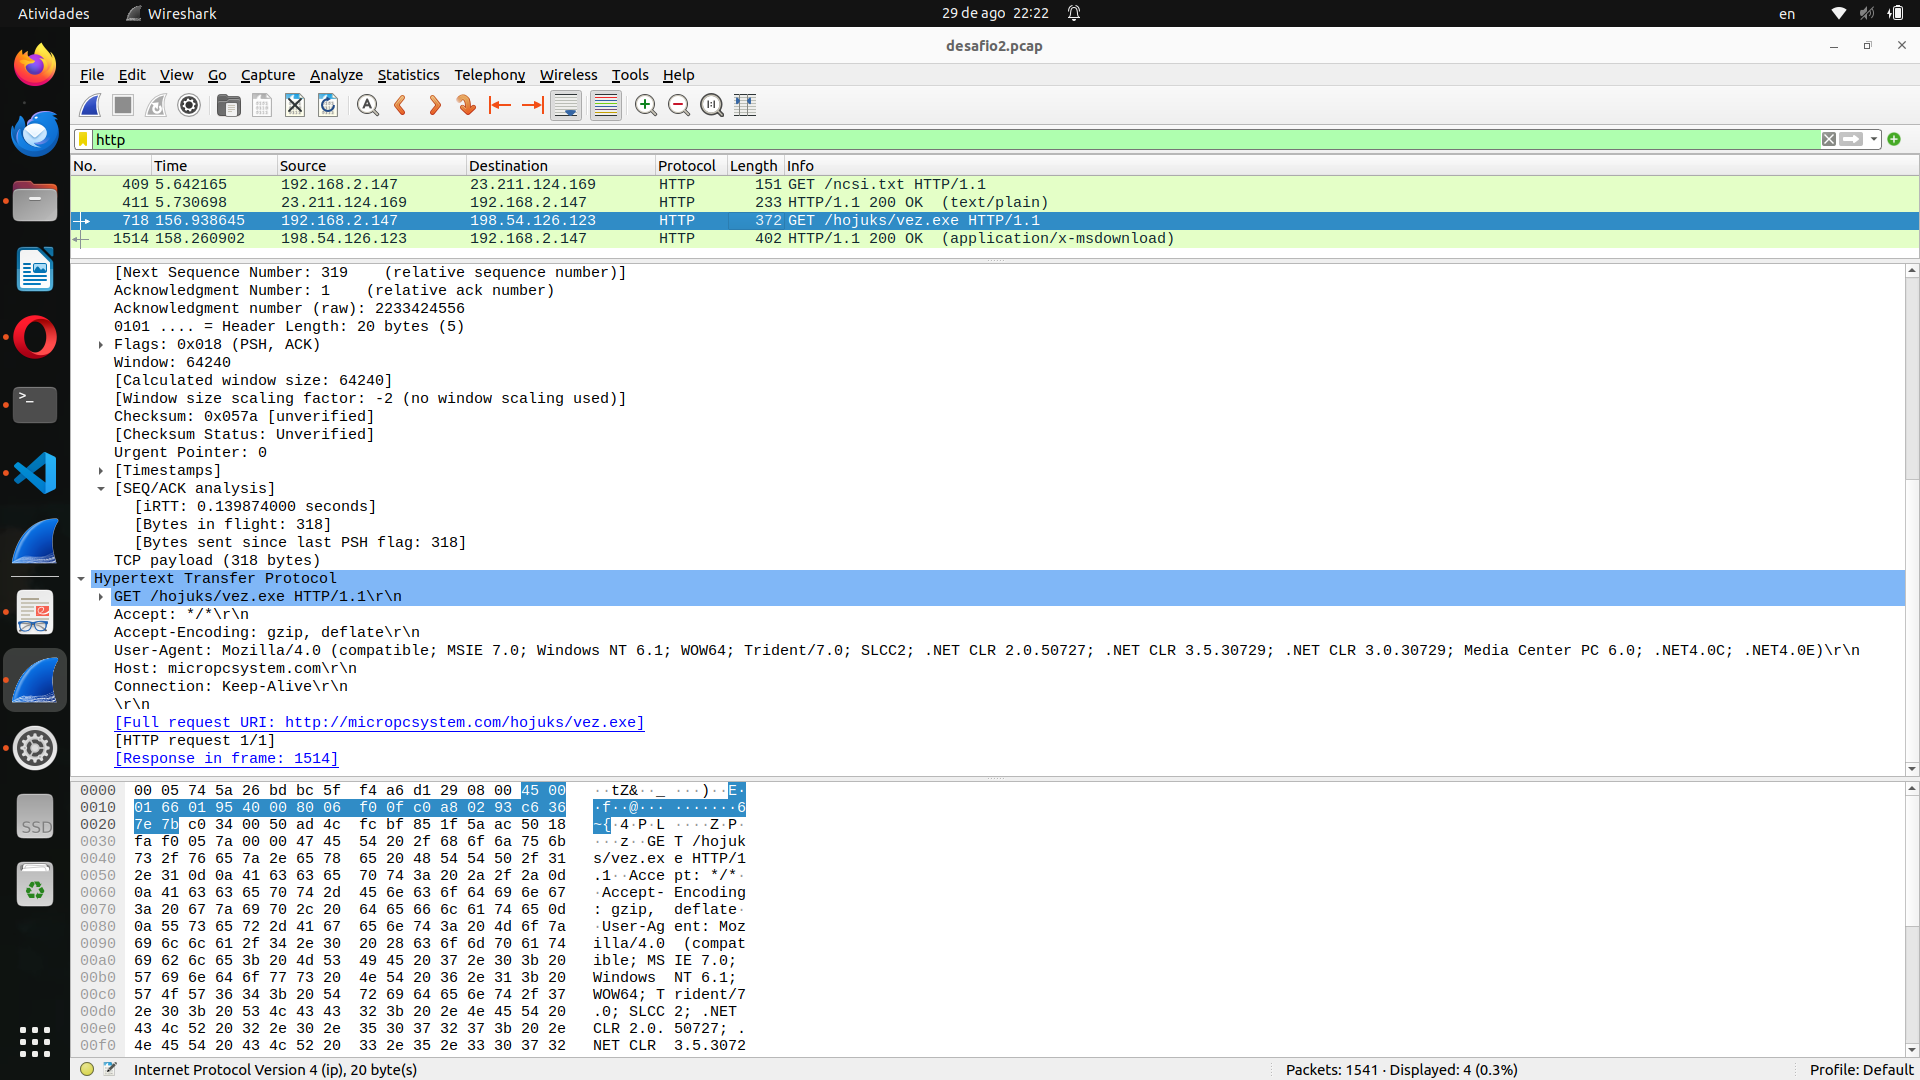 Atividades
Wireshark
29 de ago 22:22
en
desafio2.pcap
File Edit View Go Capture Analyze Statistics Telephony Wireless Tools Help
http
No. Time Source Destination Protocol Length Info
409 5.642165 192.168.2.147 23.211.124.169 HTTP 151 GET /ncsi.txt HTTP/1.1
411 5.730698 23.211.124.169 192.168.2.147 HTTP 233 HTTP/1.1 200 OK (text/plain)
718 156.938645 192.168.2.147 198.54.126.123 HTTP 372 GET /hojuks/vez.exe HTTP/1.1
1514 158.260902 198.54.126.123 192.168.2.147 HTTP 402 HTTP/1.1 200 OK (application/x-msdownload)
[Next Sequence Number: 319 (relative sequence number)]
Acknowledgment Number: 1 (relative ack number)
Acknowledgment number (raw): 2233424556
0101 .... = Header Length: 20 bytes (5)
Flags: 0x018 (PSH, ACK)
Window: 64240
[Calculated window size: 64240]
[Window size scaling factor: -2 (no window scaling used)]
Checksum: 0x057a [unverified]
[Checksum Status: Unverified]
Urgent Pointer: 0
[Timestamps]
[SEQ/ACK analysis]
[iRTT: 0.139874000 seconds]
[Bytes in flight: 318]
[Bytes sent since last PSH flag: 318]
TCP payload (318 bytes)
Hypertext Transfer Protocol
GET /hojuks/vez.exe HTTP/1.1\r\n
Accept: */*\r\n
Accept-Encoding: gzip, deflate\r\n
User-Agent: Mozilla/4.0 (compatible; MSIE 7.0; Windows NT 6.1; WOW64; Trident/7.0; SLCC2; .NET CLR 2.0.50727; .NET CLR 3.5.30729; .NET CLR 3.0.30729; Media Center PC 6.0; .NET4.0C; .NET4.0E)\r\n
Host: micropcsystem.com\r\n
Connection: Keep-Alive\r\n
\r\n
[Full request URI: http://micropcsystem.com/hojuks/vez.exe]
[HTTP request 1/1]
[Response in frame: 1514]
0000 00 05 74 5a 26 bd bc 5f f4 a6 d1 29 08 00 45 00 ··tZ&··_ ···)··E·
0010 01 66 01 95 40 00 80 06 f0 0f c0 a8 02 93 c6 36 ·f··@··· ·······6
0020 7e 7b c0 34 00 50 ad 4c fc bf 85 1f 5a ac 50 18 ~{·4·P·L ····Z·P·
0030 fa f0 05 7a 00 00 47 45 54 20 2f 68 6f 6a 75 6b ···z··GE T /hojuk
0040 73 2f 76 65 7a 2e 65 78 65 20 48 54 54 50 2f 31 s/vez.ex e HTTP/1
0050 2e 31 0d 0a 41 63 63 65 70 74 3a 20 2a 2f 2a 0d .1··Acce pt: */*·
0060 0a 41 63 63 65 70 74 2d 45 6e 63 6f 64 69 6e 67 ·Accept- Encoding
0070 3a 20 67 7a 69 70 2c 20 64 65 66 6c 61 74 65 0d : gzip, deflate·
0080 0a 55 73 65 72 2d 41 67 65 6e 74 3a 20 4d 6f 7a ·User-Ag ent: Moz
0090 69 6c 6c 61 2f 34 2e 30 20 28 63 6f 6d 70 61 74 illa/4.0 (compat
00a0 69 62 6c 65 3b 20 4d 53 49 45 20 37 2e 30 3b 20 ible; MS IE 7.0;
00b0 57 69 6e 64 6f 77 73 20 4e 54 20 36 2e 31 3b 20 Windows NT 6.1;
00c0 57 4f 57 36 34 3b 20 54 72 69 64 65 6e 74 2f 37 WOW64; T rident/7
00d0 2e 30 3b 20 53 4c 43 43 32 3b 20 2e 4e 45 54 20 .0; SLCC 2; .NET
00e0 43 4c 52 20 32 2e 30 2e 35 30 37 32 37 3b 20 2e CLR 2.0. 50727; .
00f0 4e 45 54 20 43 4c 52 20 33 2e 35 2e 33 30 37 32 NET CLR 3.5.3072
SSD
Internet Protocol Version 4 (ip), 20 byte(s)
Packets: 1541 · Displayed: 4 (0.3%)
Profile: Default